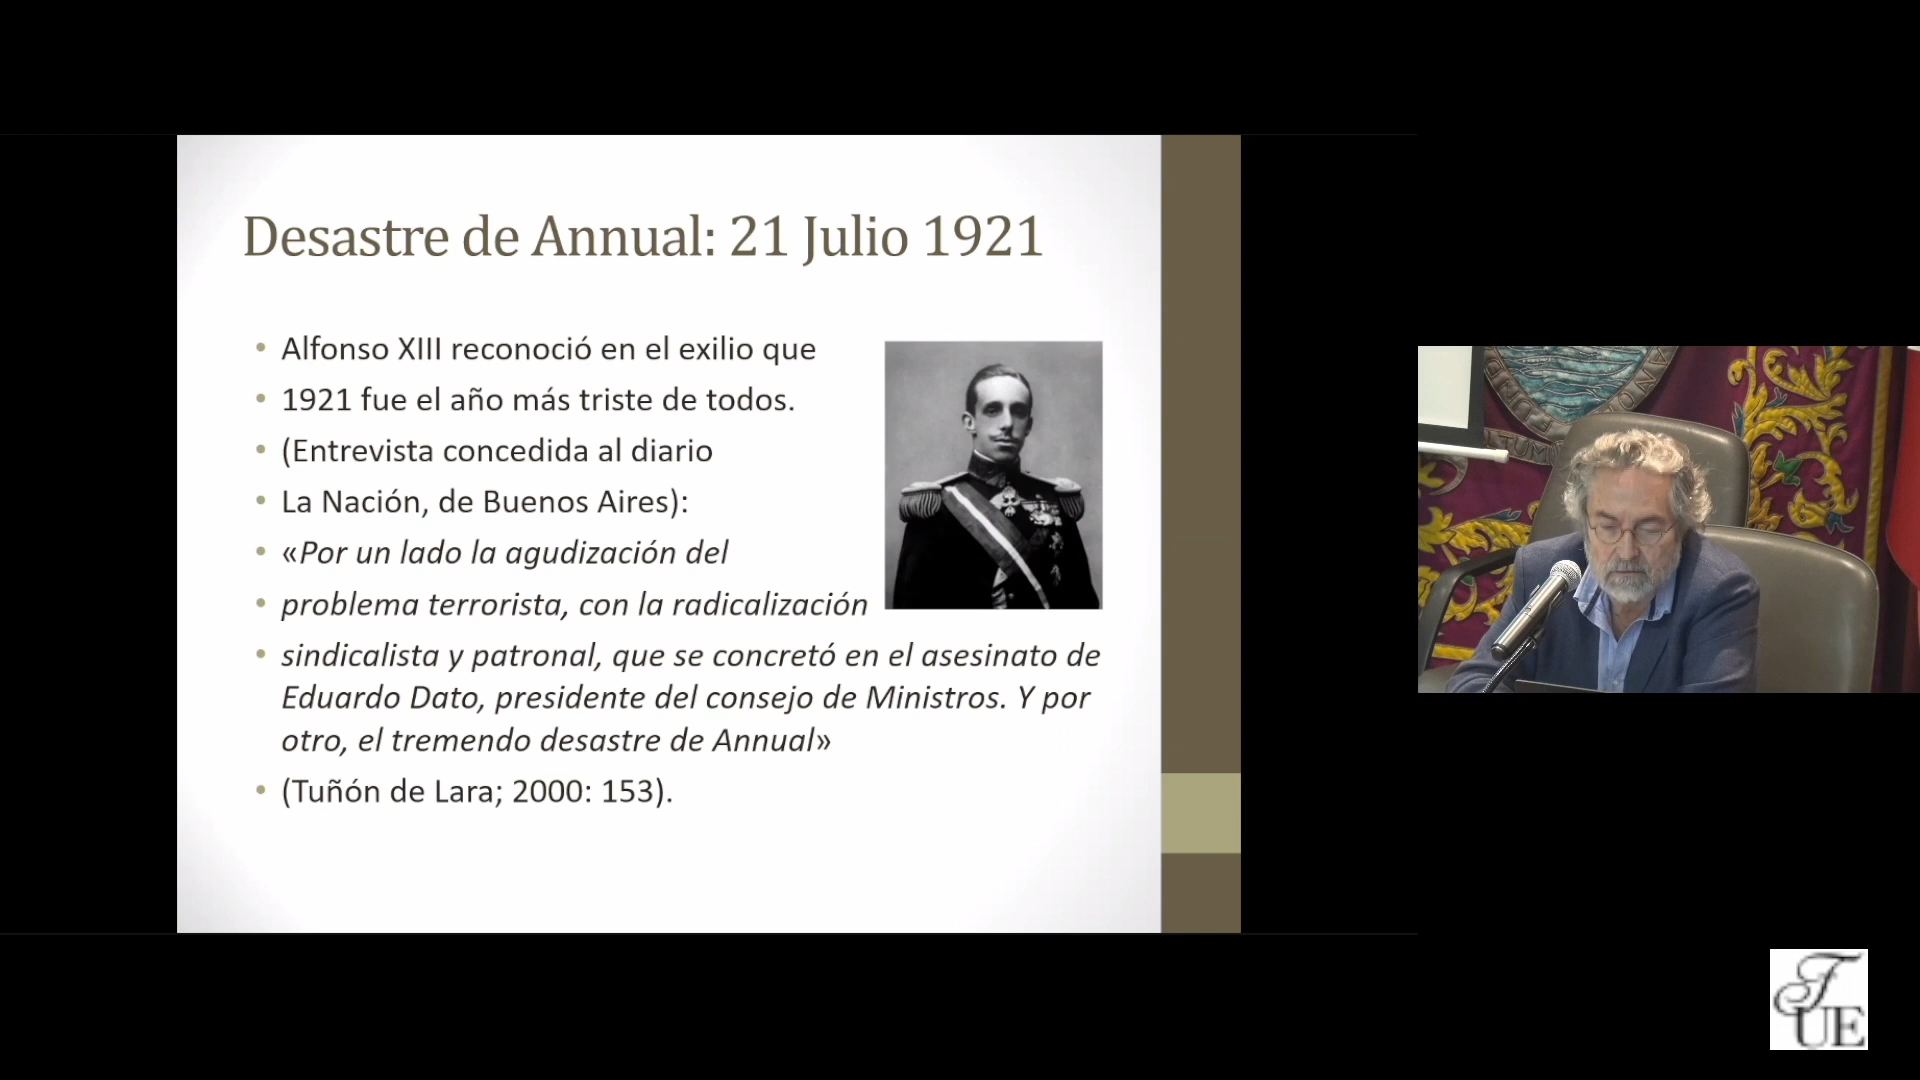 Desastre de Annual: 21 Julio 1921
• Alfonso XIII reconoció en el exilio que
• 1921 fue el año más triste de todos.
• (Entrevista concedida al diario
• La Nación, de Buenos Aires):
• «Por un lado la agudización del
• problema terrorista, con la radicalización
• sindicalista y patronal, que se concretó en el asesinato de
Eduardo Dato, presidente del consejo de Ministros. Y por
otro, el tremendo desastre de Annual»
• (Tuñón de Lara; 2000: 153).
UE